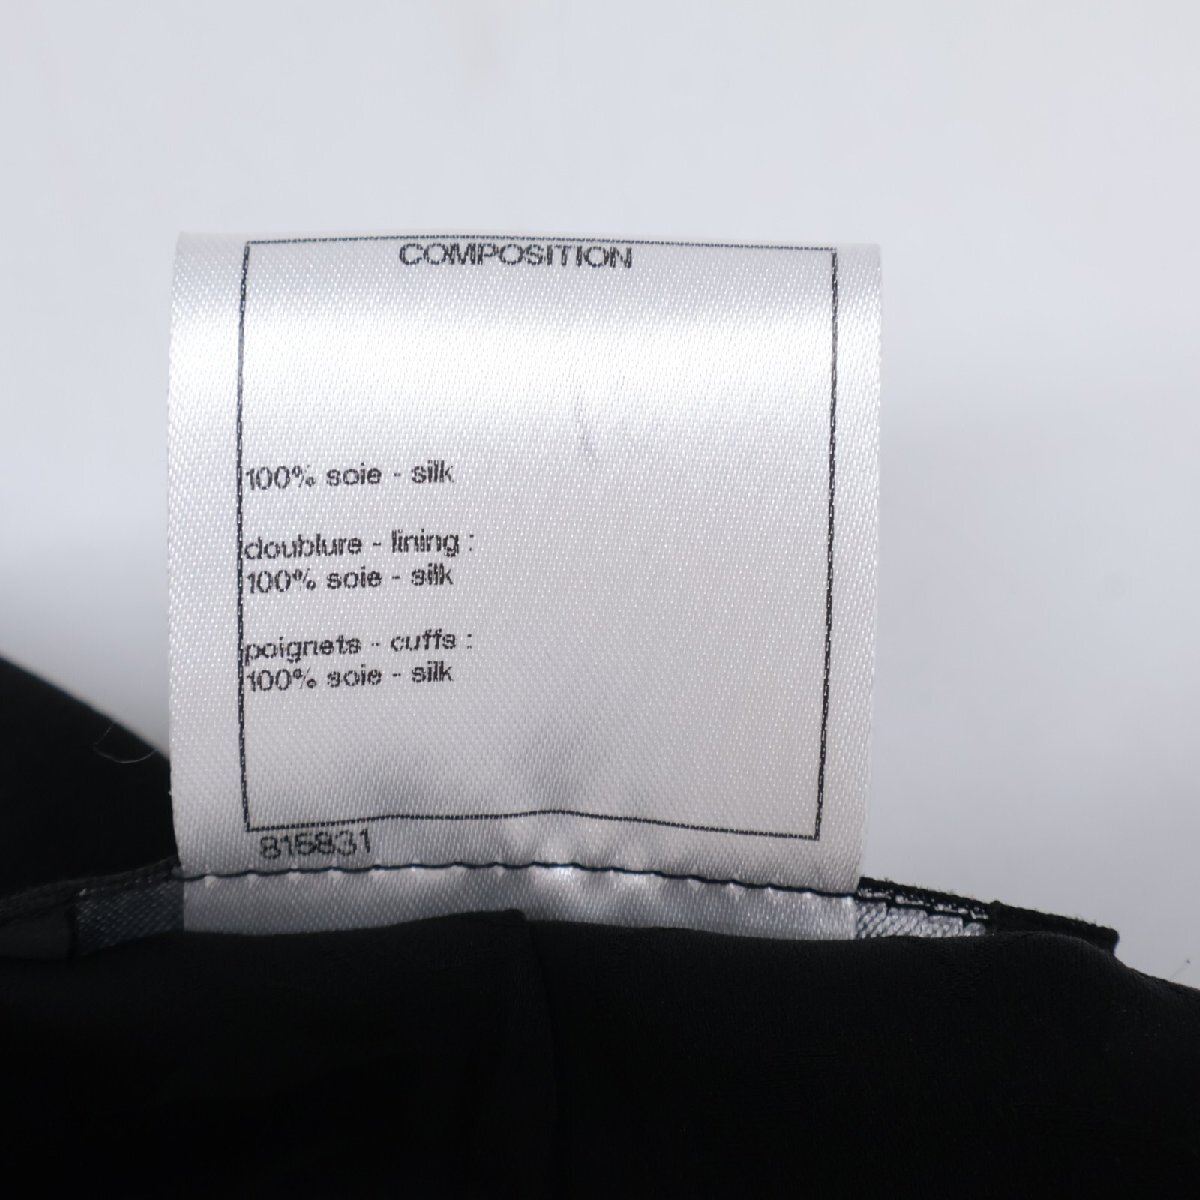 COMPOSITION
100% soie - silk
doublure - lining :
100% soie - silk
poignets - cuffs :
100% soie - silk
815831